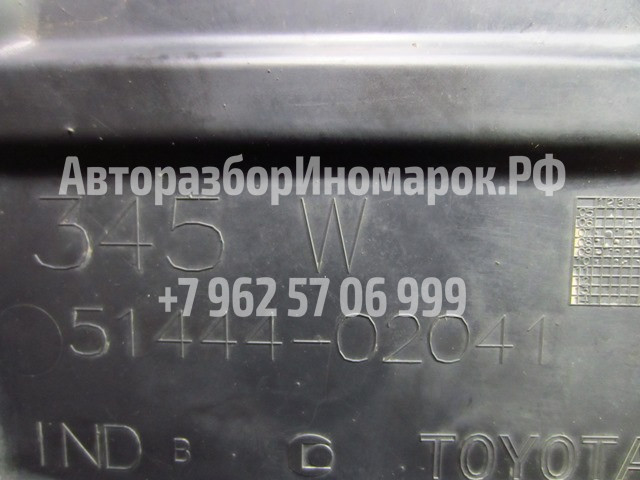 АвторазборИномарок.РФ
345 W
+7 962 57 06 999
51444-02041
IND B TOYOTA